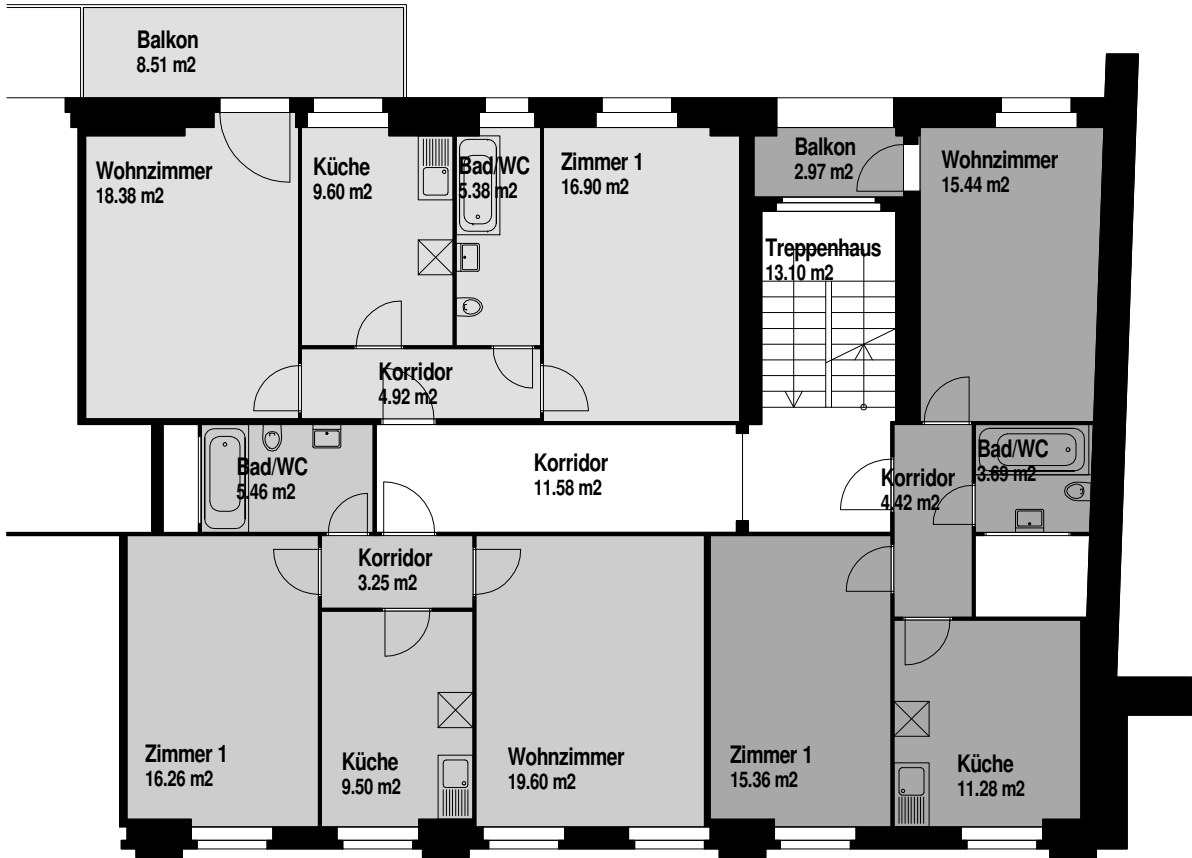 Balkon
8.51 m2
Wohnzimmer
18.38 m2
Küche
9.60 m2
Bad/WC
5.38 m2
Zimmer 1
16.90 m2
Balkon
2.97 m2
Wohnzimmer
15.44 m2
Treppenhaus
13.10 m2
Korridor
4.92 m2
Bad/WC
5.46 m2
Korridor
11.58 m2
Korridor
4.42 m2
Bad/WC
3.69 m2
Korridor
3.25 m2
Zimmer 1
16.26 m2
Küche
9.50 m2
Wohnzimmer
19.60 m2
Zimmer 1
15.36 m2
Küche
11.28 m2